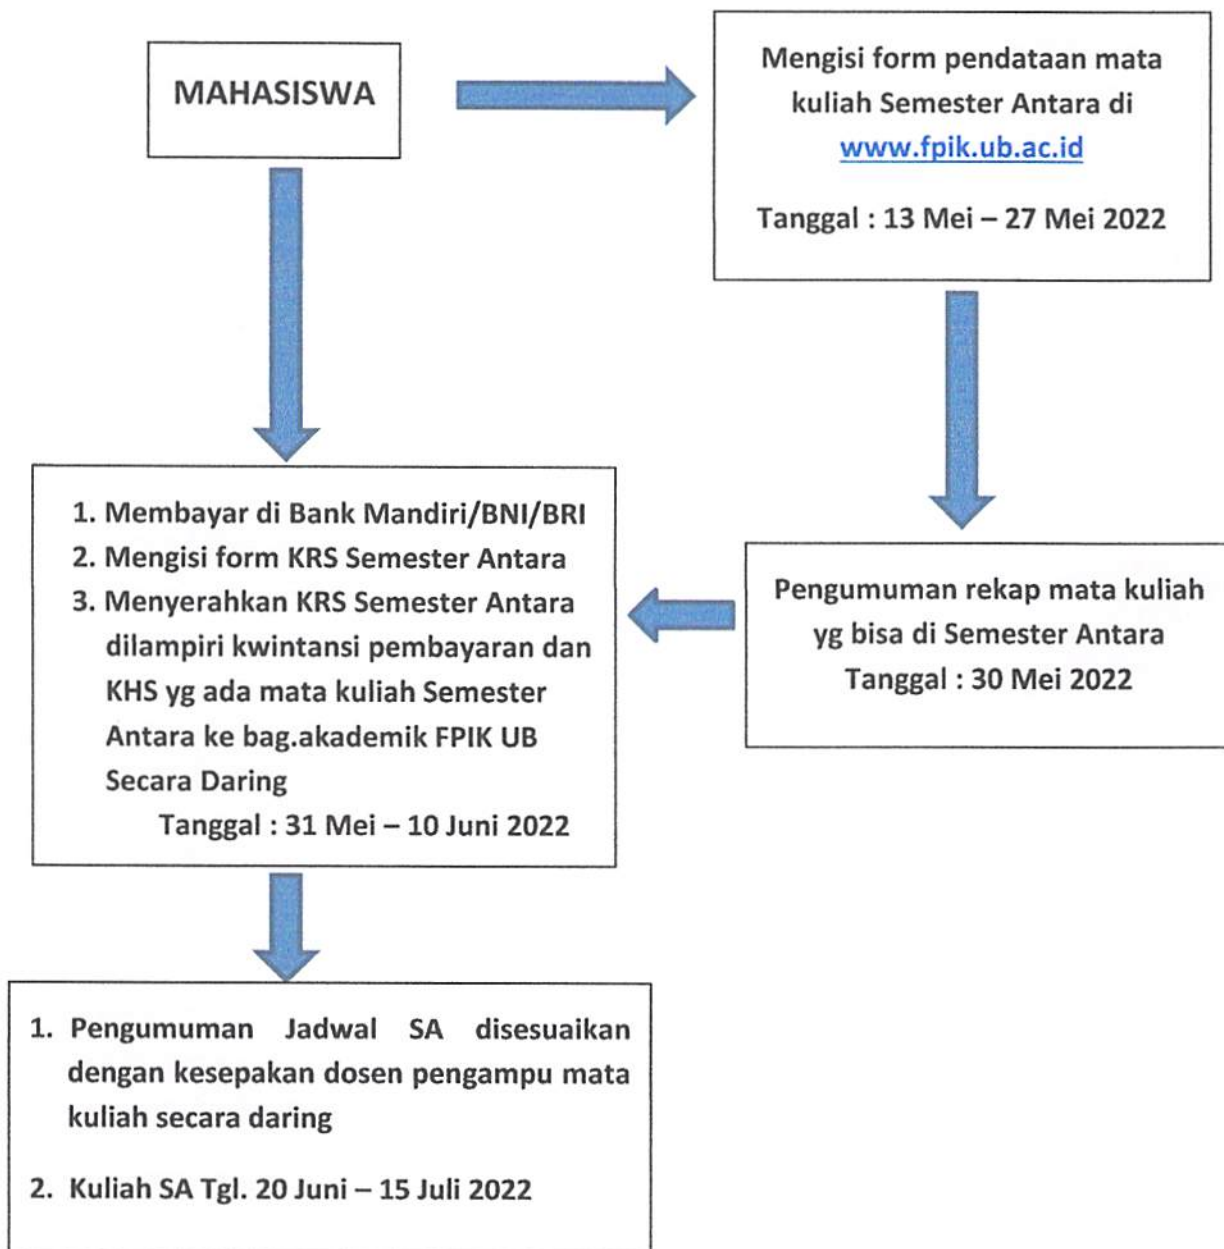 MAHASISWA
Mengisi form pendataan mata
kuliah Semester Antara di
www.fpik.ub.ac.id
Tanggal : 13 Mei – 27 Mei 2022
1. Membayar di Bank Mandiri/BNI/BRI
2. Mengisi form KRS Semester Antara
3. Menyerahkan KRS Semester Antara
dilampiri kwintansi pembayaran dan
KHS yg ada mata kuliah Semester
Antara ke bag.akademik FPIK UB
Secara Daring
Tanggal : 31 Mei – 10 Juni 2022
Pengumuman rekap mata kuliah
yg bisa di Semester Antara
Tanggal : 30 Mei 2022
1. Pengumuman Jadwal SA disesuaikan
dengan kesepakan dosen pengampu mata
kuliah secara daring
2. Kuliah SA Tgl. 20 Juni – 15 Juli 2022